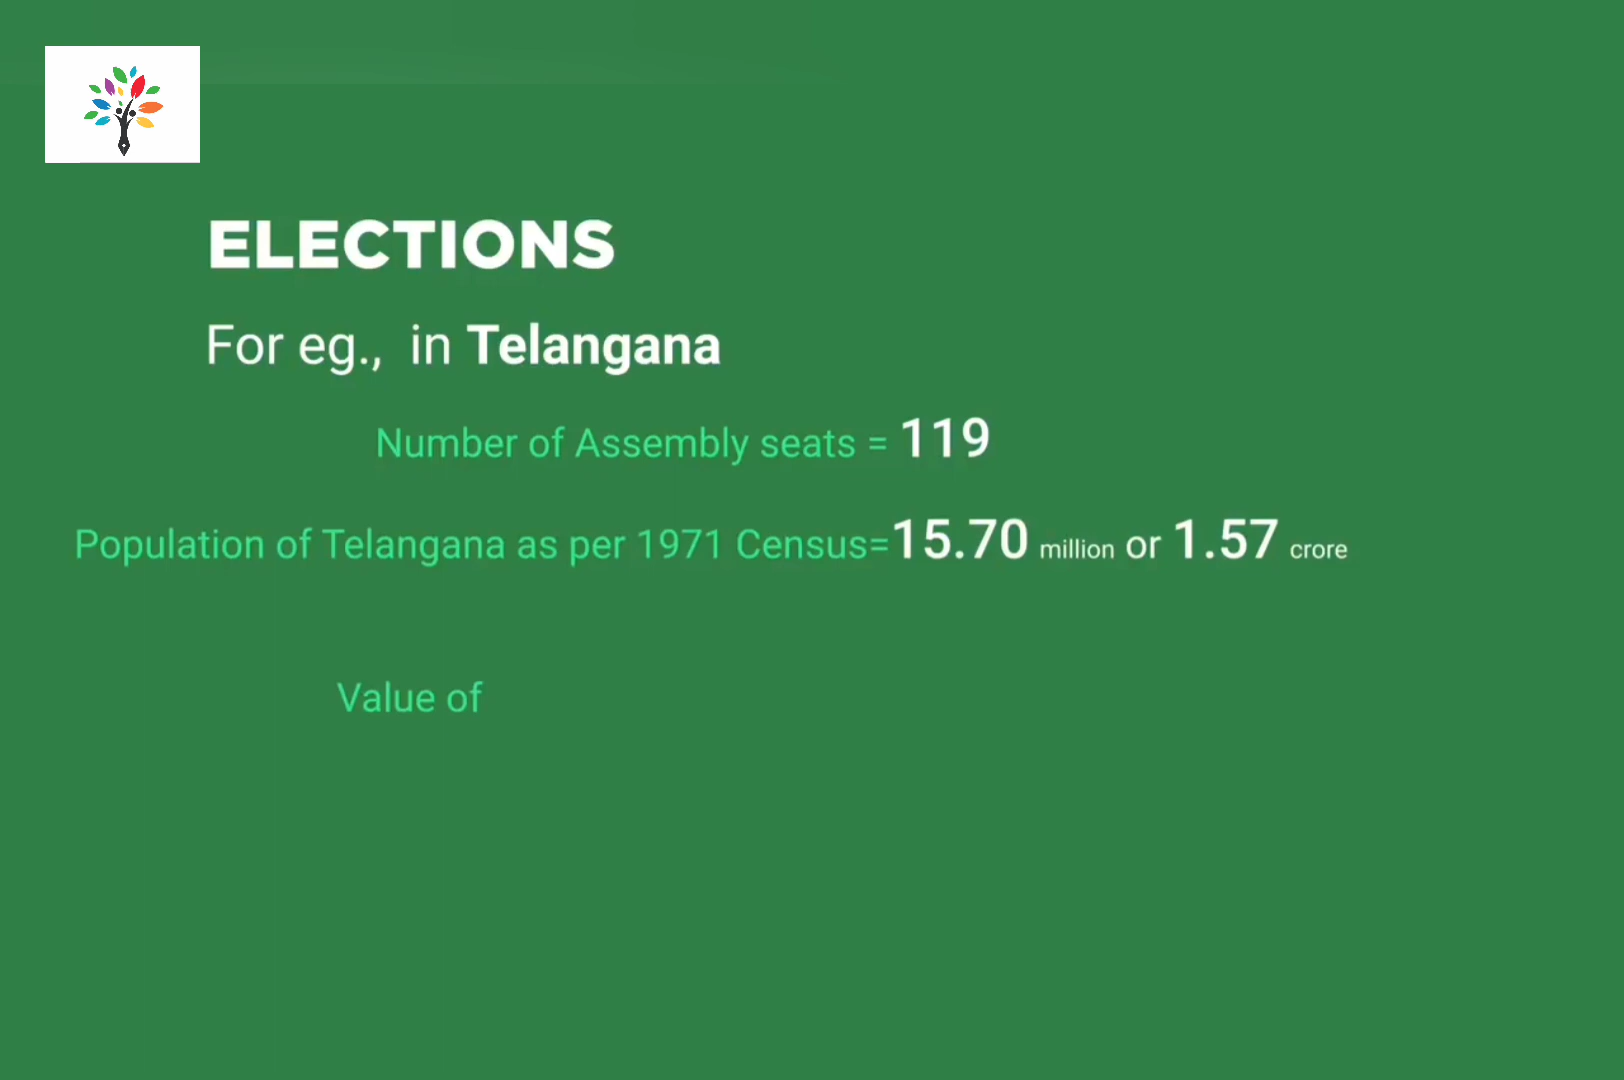 ELECTIONS
For eg., in Telangana
Number of Assembly seats = 119
Population of Telangana as per 1971 Census=15.70 million or 1.57 crore
Value of